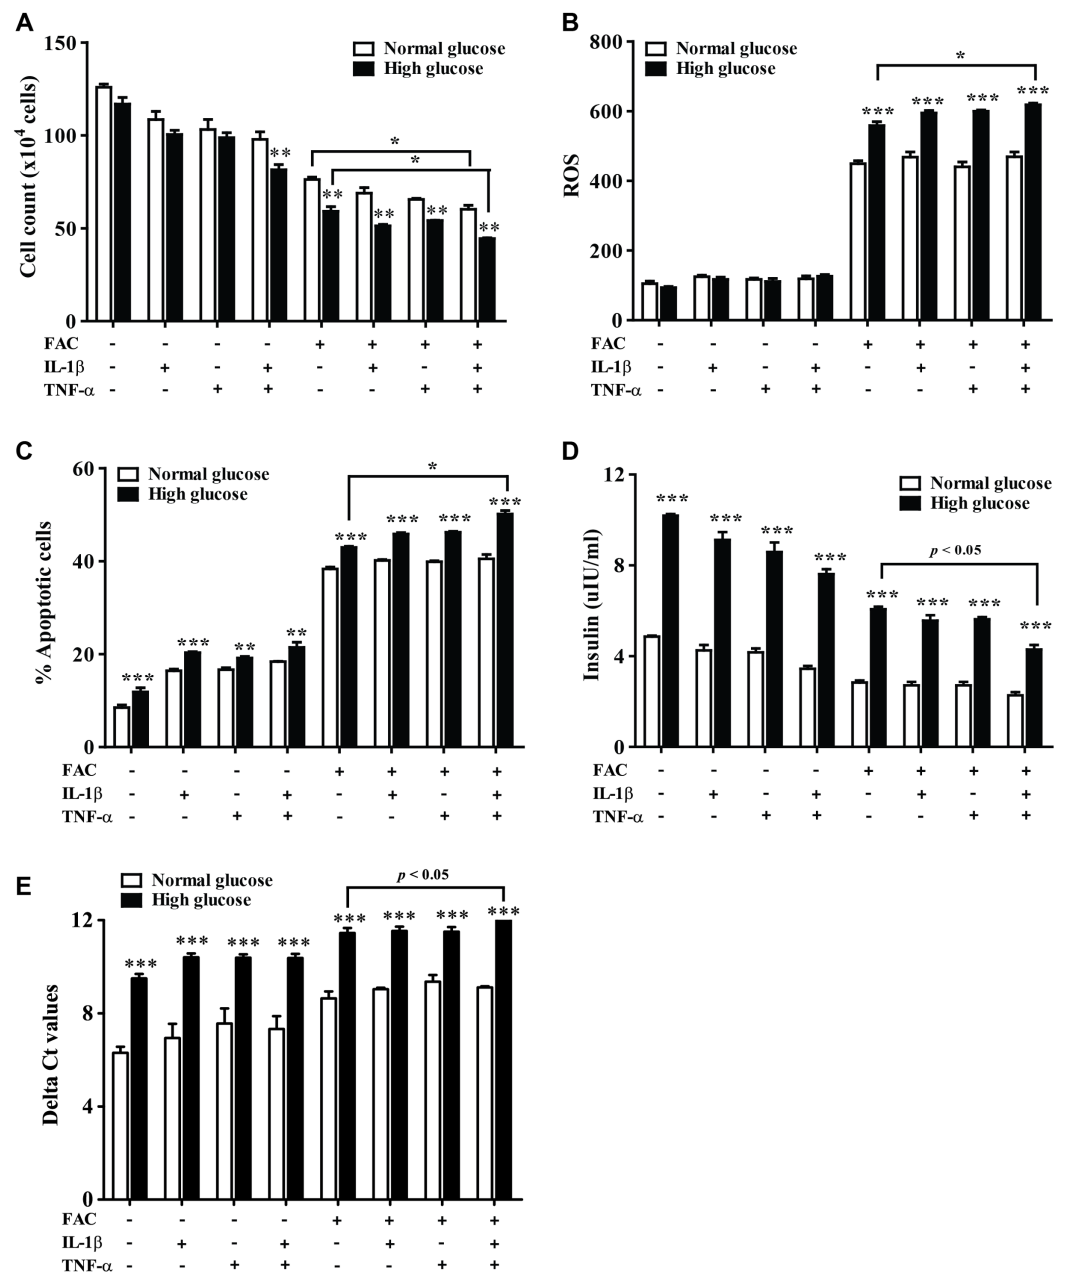 A
150
100
50
0
Cell count (x10⁴ cells)
Normal glucose
High glucose
*
*
** ** ** ** **
FAC - - - - + + + +
IL-1β - + - + - + - +
TNF-α - - + + - - + +
B
800
600
400
200
0
ROS
Normal glucose
High glucose
*
*** *** *** ***
FAC - - - - + + + +
IL-1β - + - + - + - +
TNF-α - - + + - - + +
C
60
40
20
0
% Apoptotic cells
Normal glucose
High glucose
*
*** *** ** ** *** *** *** ***
FAC - - - - + + + +
IL-1β - + - + - + - +
TNF-α - - + + - - + +
D
12
8
4
0
Insulin (uIU/ml)
Normal glucose
High glucose
p < 0.05
*** *** *** *** *** *** *** ***
FAC - - - - + + + +
IL-1β - + - + - + - +
TNF-α - - + + - - + +
E
12
8
4
0
Delta Ct values
Normal glucose
High glucose
p < 0.05
*** *** *** *** *** *** *** ***
FAC - - - - + + + +
IL-1β - + - + - + - +
TNF-α - - + + - - + +